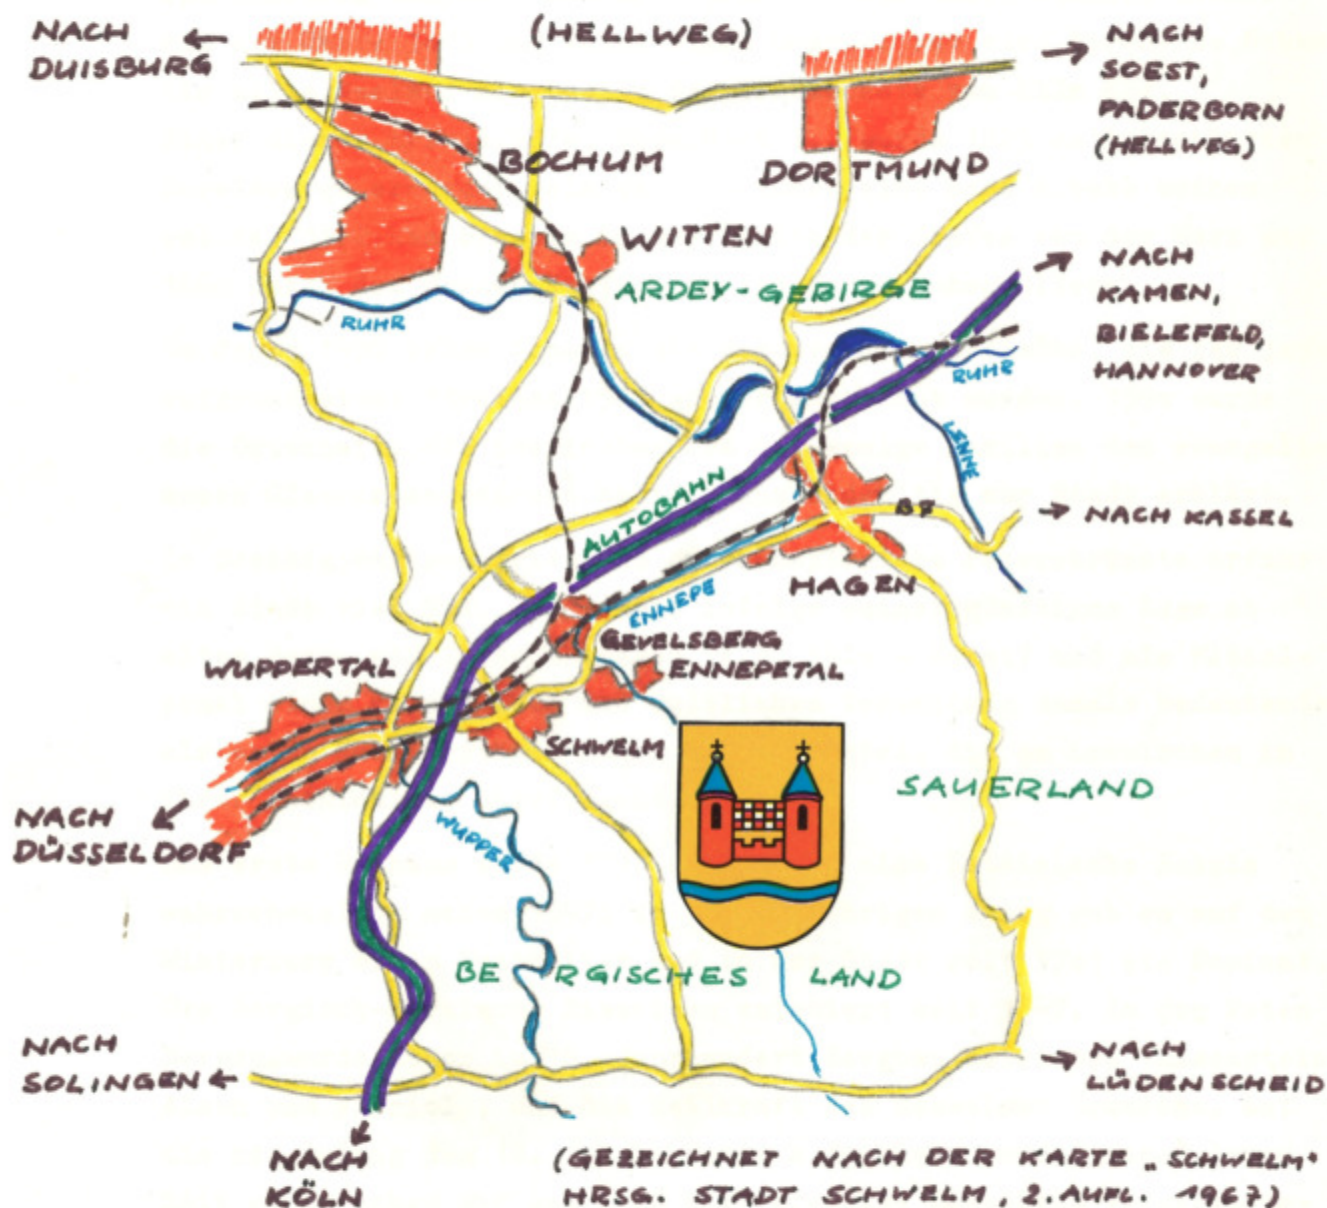 NACH
DUISBURG
(HELLWEG)
NACH
SOEST,
PADERBORN
(HELLWEG)
BOCHUM
DORTMUND
WITTEN
ARDEY-GEBIRGE
NACH
KAMEN,
BIELEFELD,
HANNOVER
RUHR
RUHR
LENNE
AUTOBAHN
B7
NACH KASSEL
HAGEN
ENNEPE
GEVELSBERG
ENNEPETAL
WUPPERTAL
SCHWELM
SAUERLAND
NACH
DÜSSELDORF
WUPPER
BERGISCHES LAND
NACH
SOLINGEN
NACH
LÜDENSCHEID
NACH
KÖLN
(GEZEICHNET NACH DER KARTE „SCHWELM"
HRSG. STADT SCHWELM, 2. AUFL. 1967)